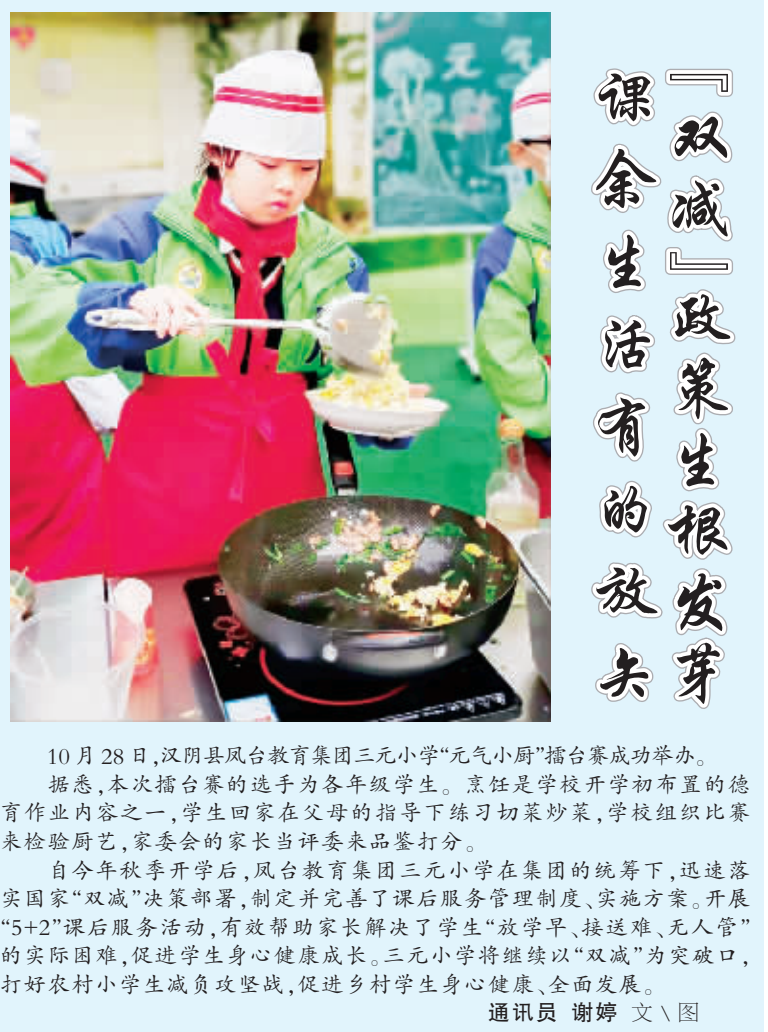 『双减』政策生根发芽
课余生活有的放矢
元气
10月28日,汉阴县凤台教育集团三元小学“元气小厨”擂台赛成功举办。
据悉,本次擂台赛的选手为各年级学生。烹饪是学校开学初布置的德
育作业内容之一,学生回家在父母的指导下练习切菜炒菜,学校组织比赛
来检验厨艺,家委会的家长当评委来品鉴打分。
自今年秋季开学后,凤台教育集团三元小学在集团的统筹下,迅速落
实国家“双减”决策部署,制定并完善了课后服务管理制度、实施方案。开展
“5+2”课后服务活动,有效帮助家长解决了学生“放学早、接送难、无人管”
的实际困难,促进学生身心健康成长。三元小学将继续以“双减”为突破口,
打好农村小学生减负攻坚战,促进乡村学生身心健康、全面发展。
通讯员 谢婷 文\图